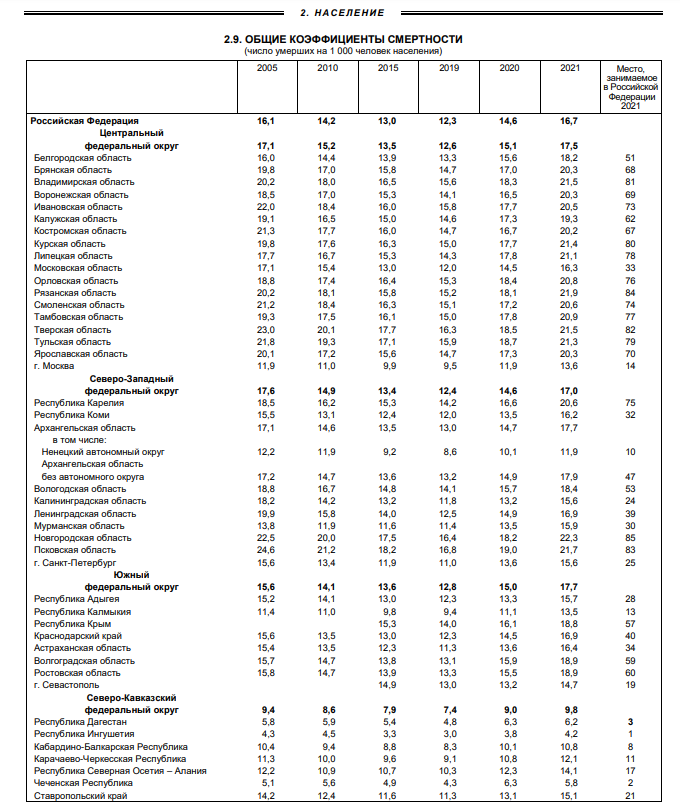 2. НАСЕЛЕНИЕ
2.9. ОБЩИЕ КОЭФФИЦИЕНТЫ СМЕРТНОСТИ
(число умерших на 1 000 человек населения)
2005 2010 2015 2019 2020 2021 Место,
занимаемое
в Российской
Федерации
2021
Российская Федерация 16,1 14,2 13,0 12,3 14,6 16,7
Центральный
федеральный округ 17,1 15,2 13,5 12,6 15,1 17,5
Белгородская область 16,0 14,4 13,9 13,3 15,6 18,2 51
Брянская область 19,8 17,0 15,8 14,7 17,0 20,3 68
Владимирская область 20,2 18,0 16,5 15,6 18,3 21,5 81
Воронежская область 18,5 17,0 15,3 14,1 16,5 20,3 69
Ивановская область 22,0 18,4 16,0 15,8 17,7 20,5 73
Калужская область 19,1 16,5 15,0 14,6 17,3 19,3 62
Костромская область 21,3 17,7 16,0 14,7 16,7 20,2 67
Курская область 19,8 17,6 16,3 15,0 17,7 21,4 80
Липецкая область 17,7 16,7 15,3 14,3 17,8 21,1 78
Московская область 17,1 15,4 13,0 12,0 14,5 16,3 33
Орловская область 18,8 17,4 16,4 15,3 18,4 20,8 76
Рязанская область 20,2 18,1 15,8 15,2 18,1 21,9 84
Смоленская область 21,2 18,4 16,3 15,1 17,2 20,6 74
Тамбовская область 19,3 17,5 16,1 15,0 17,8 20,9 77
Тверская область 23,0 20,1 17,7 16,3 18,5 21,5 82
Тульская область 21,8 19,3 17,1 15,9 18,7 21,3 79
Ярославская область 20,1 17,2 15,6 14,7 17,3 20,3 70
г. Москва 11,9 11,0 9,9 9,5 11,9 13,6 14
Северо-Западный
федеральный округ 17,6 14,9 13,4 12,4 14,6 17,0
Республика Карелия 18,5 16,2 15,3 14,2 16,6 20,6 75
Республика Коми 15,5 13,1 12,4 12,0 13,5 16,2 32
Архангельская область 17,1 14,6 13,5 13,0 14,7 17,7
в том числе:
Ненецкий автономный округ 12,2 11,9 9,2 8,6 10,1 11,9 10
Архангельская область
без автономного округа 17,2 14,7 13,6 13,2 14,9 17,9 47
Вологодская область 18,8 16,7 14,8 14,1 15,7 18,4 53
Калининградская область 18,2 14,2 13,2 11,8 13,2 15,6 24
Ленинградская область 19,9 15,8 14,0 12,5 14,9 16,9 39
Мурманская область 13,8 11,9 11,6 11,4 13,5 15,9 30
Новгородская область 22,5 20,0 17,5 16,4 18,2 22,3 85
Псковская область 24,6 21,2 18,2 16,8 19,0 21,7 83
г. Санкт-Петербург 15,6 13,4 11,9 11,0 13,6 15,6 25
Южный
федеральный округ 15,6 14,1 13,6 12,8 15,0 17,7
Республика Адыгея 15,2 14,1 13,0 12,3 13,3 15,7 28
Республика Калмыкия 11,4 11,0 9,8 9,4 11,1 13,5 13
Республика Крым 15,3 14,0 16,1 18,8 57
Краснодарский край 15,6 13,5 13,0 12,3 14,5 16,9 40
Астраханская область 15,4 13,5 12,3 11,3 13,6 16,4 34
Волгоградская область 15,7 14,7 13,8 13,1 15,9 18,9 59
Ростовская область 15,8 14,7 13,9 13,3 15,5 18,9 60
г. Севастополь 14,9 13,0 13,2 14,7 19
Северо-Кавказский
федеральный округ 9,4 8,6 7,9 7,4 9,0 9,8
Республика Дагестан 5,8 5,9 5,4 4,8 6,3 6,2 3
Республика Ингушетия 4,3 4,5 3,3 3,0 3,8 4,2 1
Кабардино-Балкарская Республика 10,4 9,4 8,8 8,3 10,1 10,8 8
Карачаево-Черкесская Республика 11,3 10,0 9,6 9,1 10,8 12,1 11
Республика Северная Осетия – Алания 12,2 10,9 10,7 10,3 12,3 14,1 17
Чеченская Республика 5,1 5,6 4,9 4,3 6,3 5,8 2
Ставропольский край 14,2 12,4 11,6 11,3 13,1 15,1 21